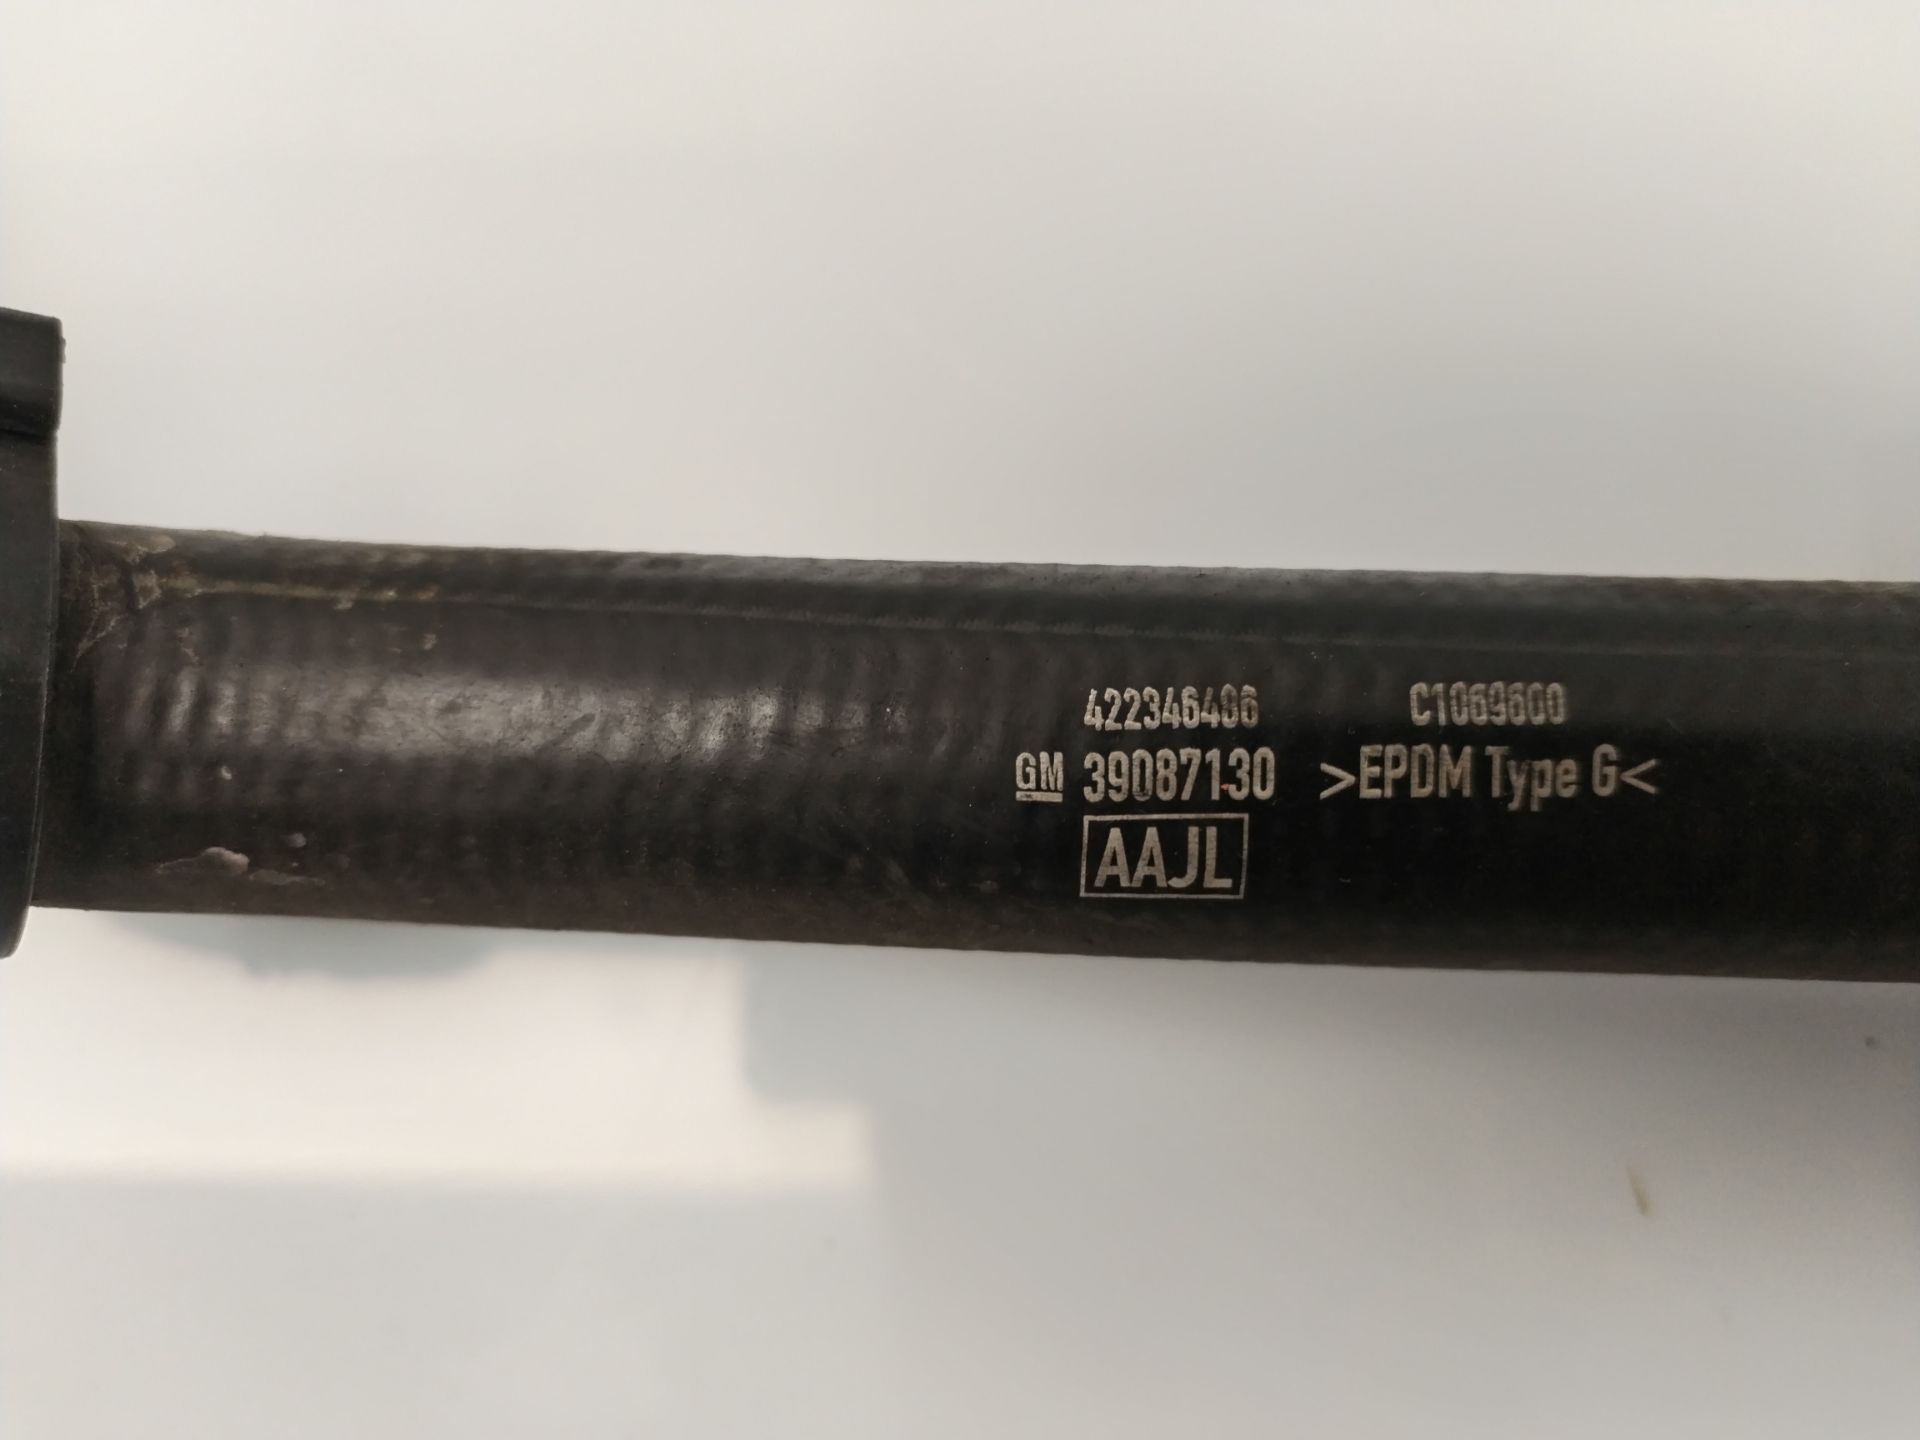 422346406 C1069600
GM 39087130 >EPDM Type G<
AAJL